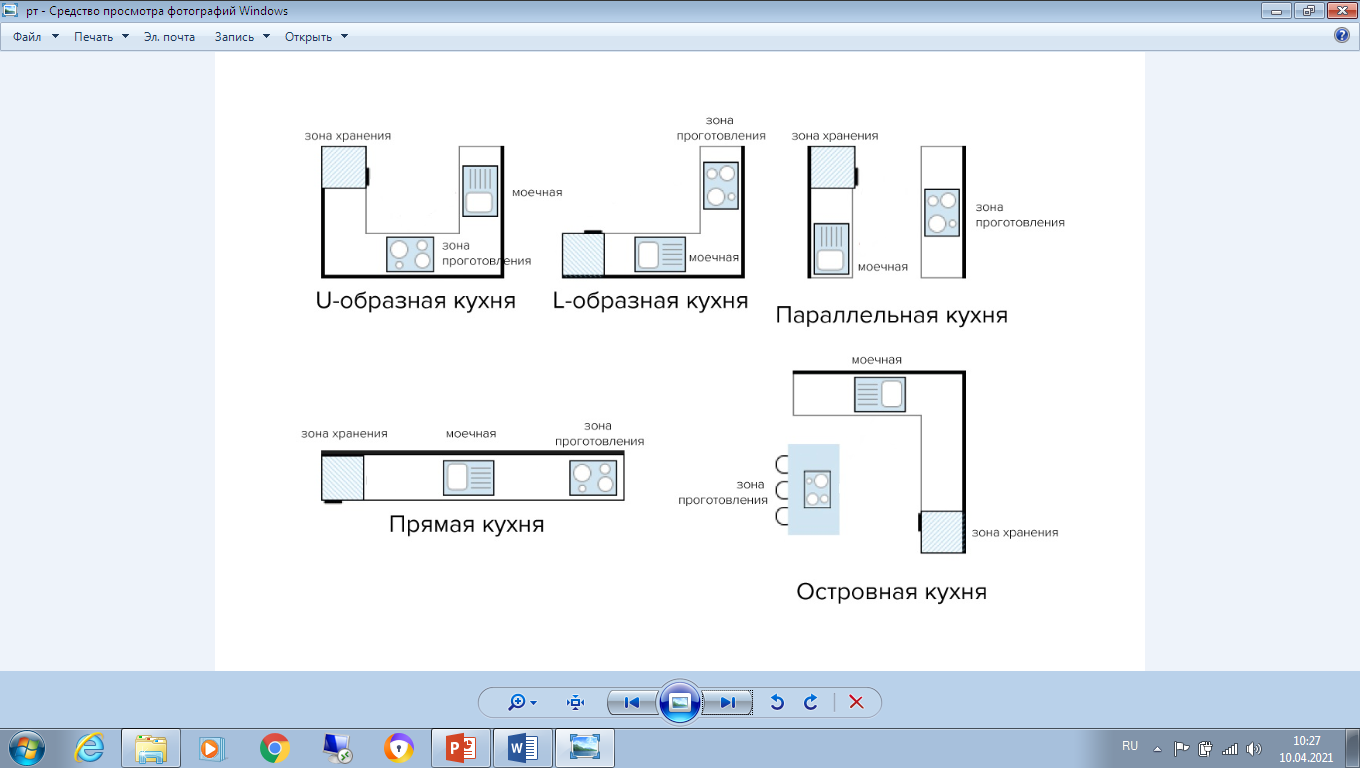 рт - Средство просмотра фотографий Windows
Файл Печать Эл. почта Запись Открыть
зона хранения
моечная
зона
проготовления
U-образная кухня
зона
проготовления
моечная
L-образная кухня
зона хранения
зона
проготовления
моечная
Параллельная кухня
зона хранения
моечная
зона
проготовления
Прямая кухня
моечная
зона
проготовления
зона хранения
Островная кухня
RU
10:27
10.04.2021